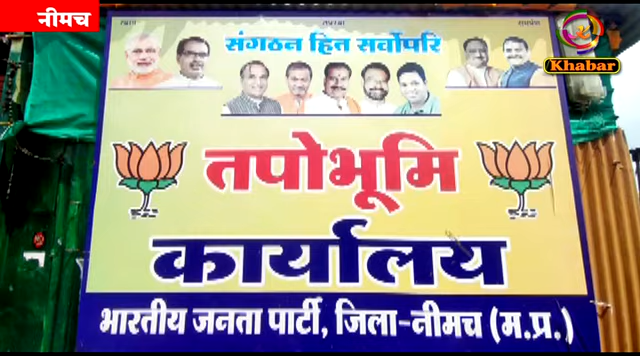 नीमच
संगठन हित सर्वोपरि
Khabar
तपोभूमि
कार्यालय
भारतीय जनता पार्टी, जिला-नीमच (म.प्र.)